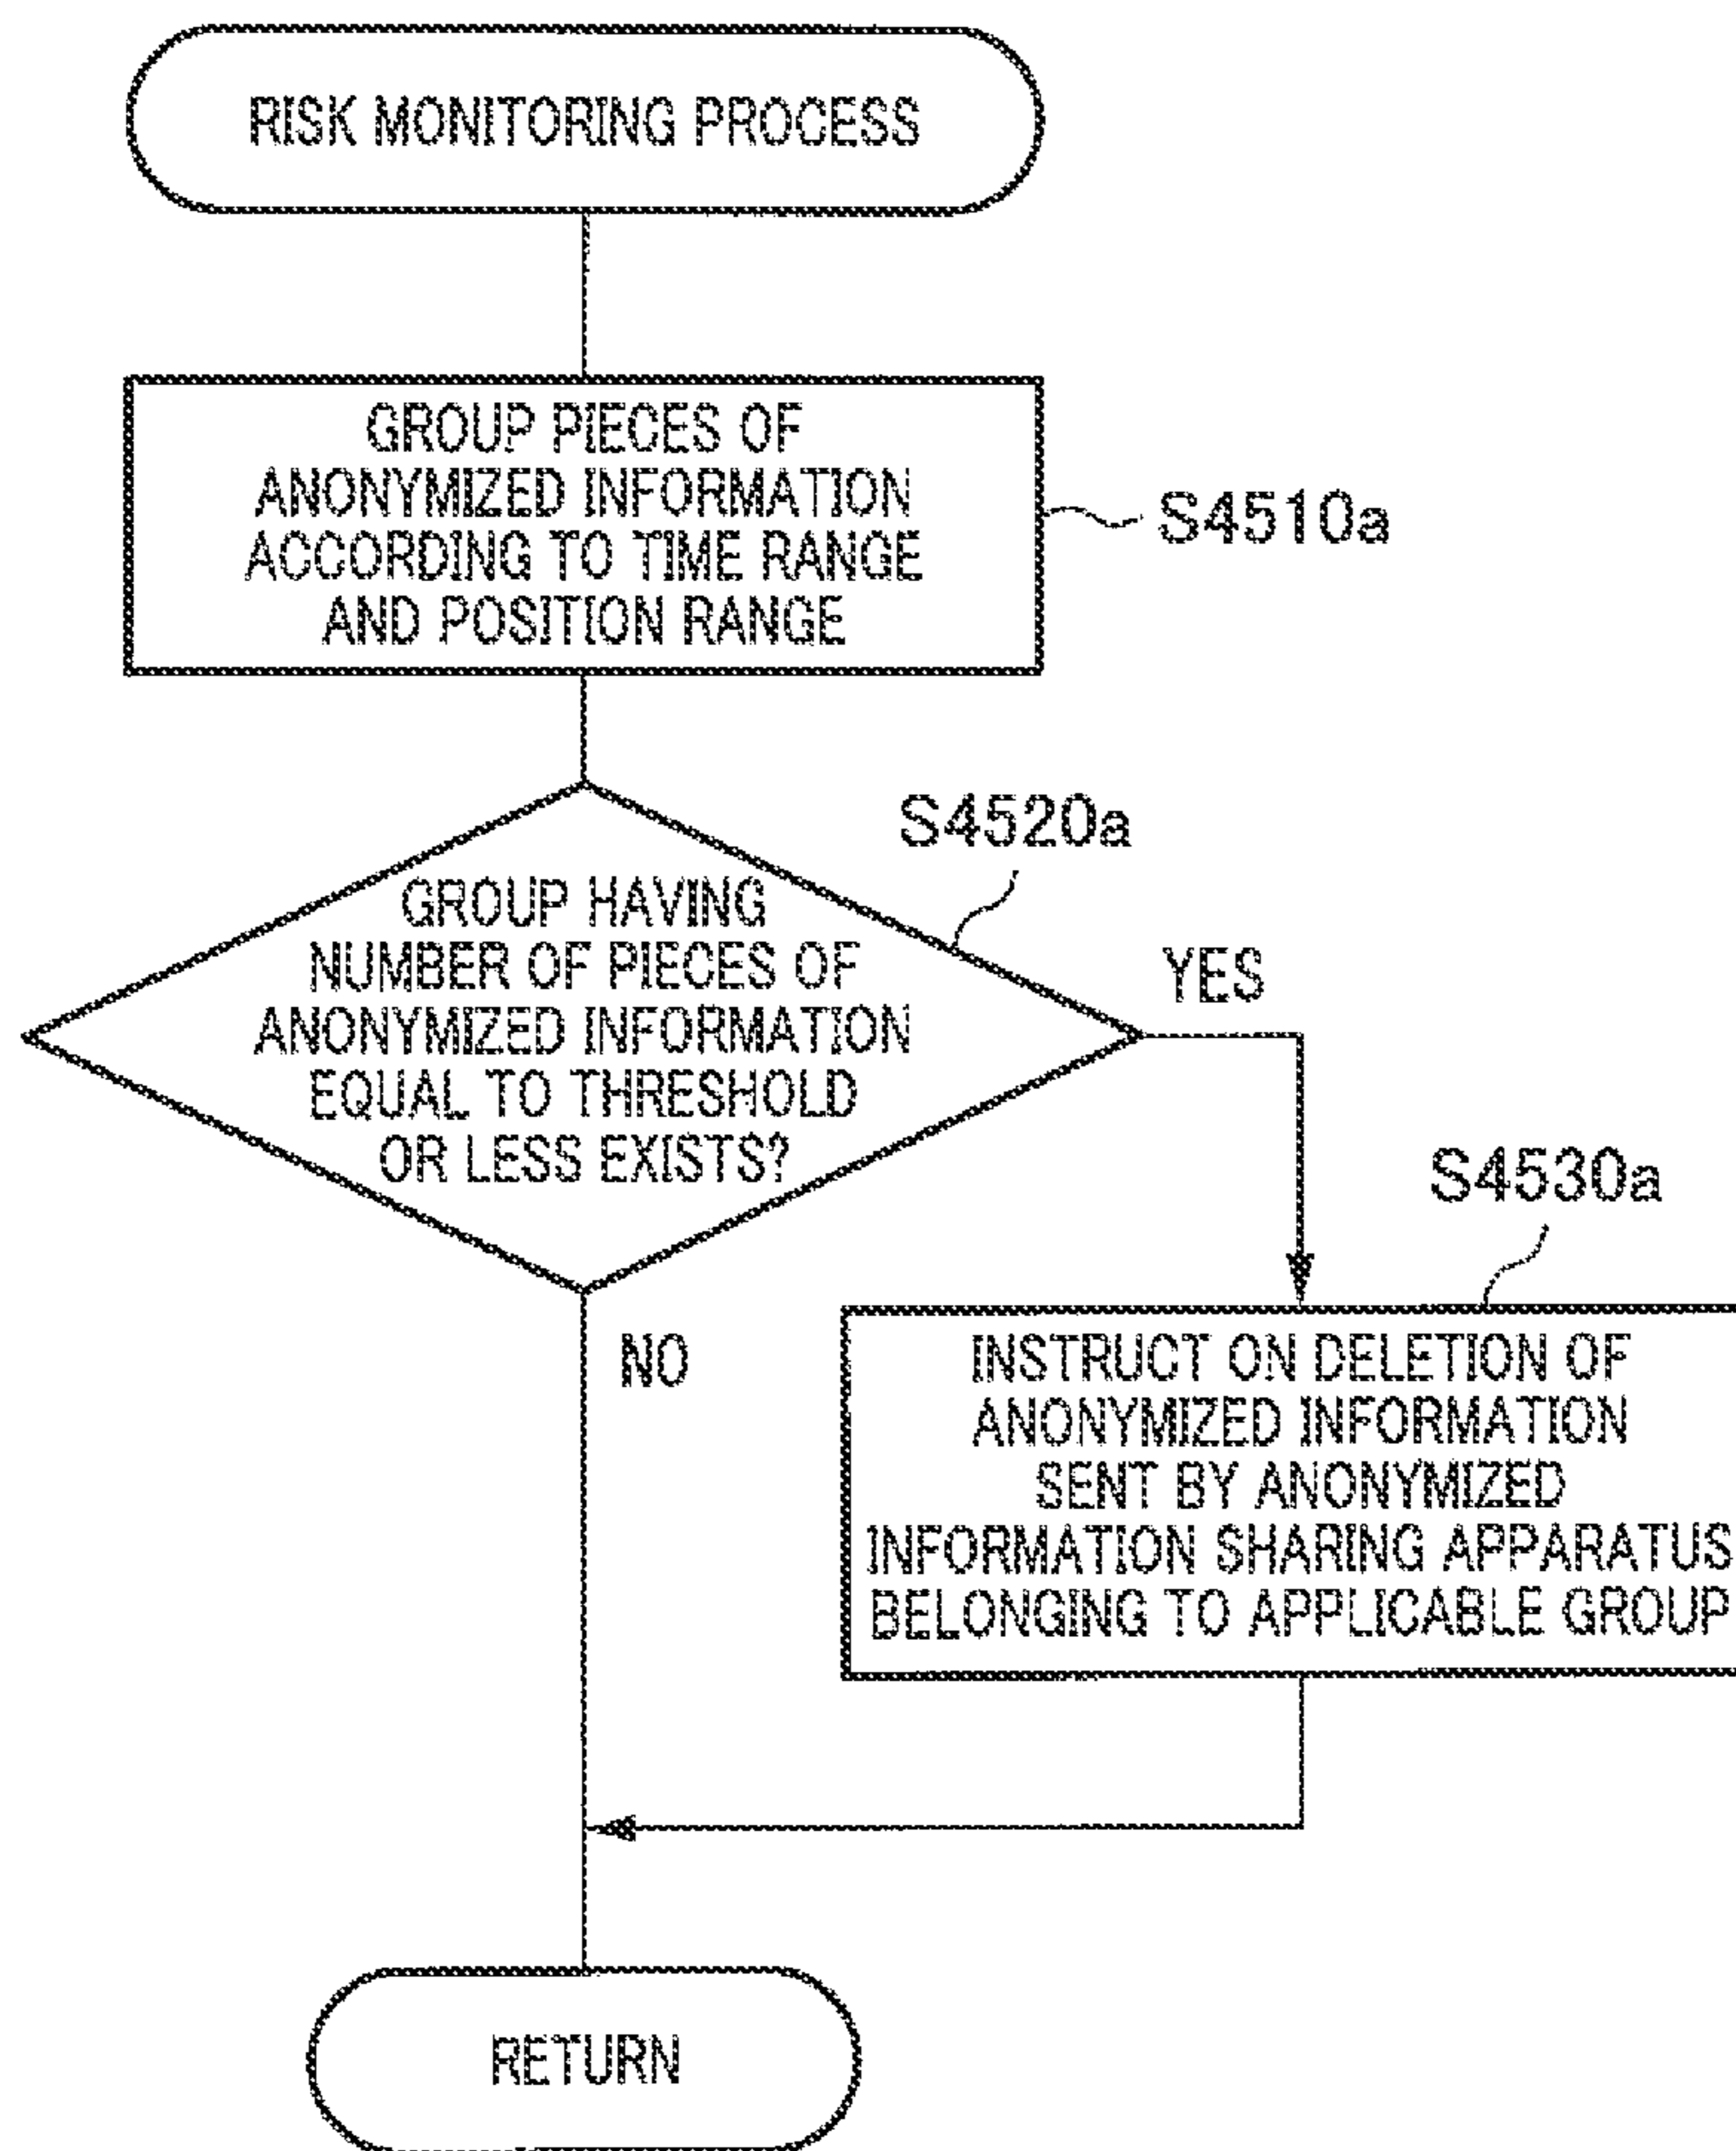 RISK MONITORING PROCESS
GROUP PIECES OF
ANONYMIZED INFORMATION
ACCORDING TO TIME RANGE
AND POSITION RANGE
S4510a
S4520a
GROUP HAVING
NUMBER OF PIECES OF
ANONYMIZED INFORMATION
EQUAL TO THRESHOLD
OR LESS EXISTS?
YES
NO
S4530a
INSTRUCT ON DELETION OF
ANONYMIZED INFORMATION
SENT BY ANONYMIZED
INFORMATION SHARING APPARATUS
BELONGING TO APPLICABLE GROUP
RETURN